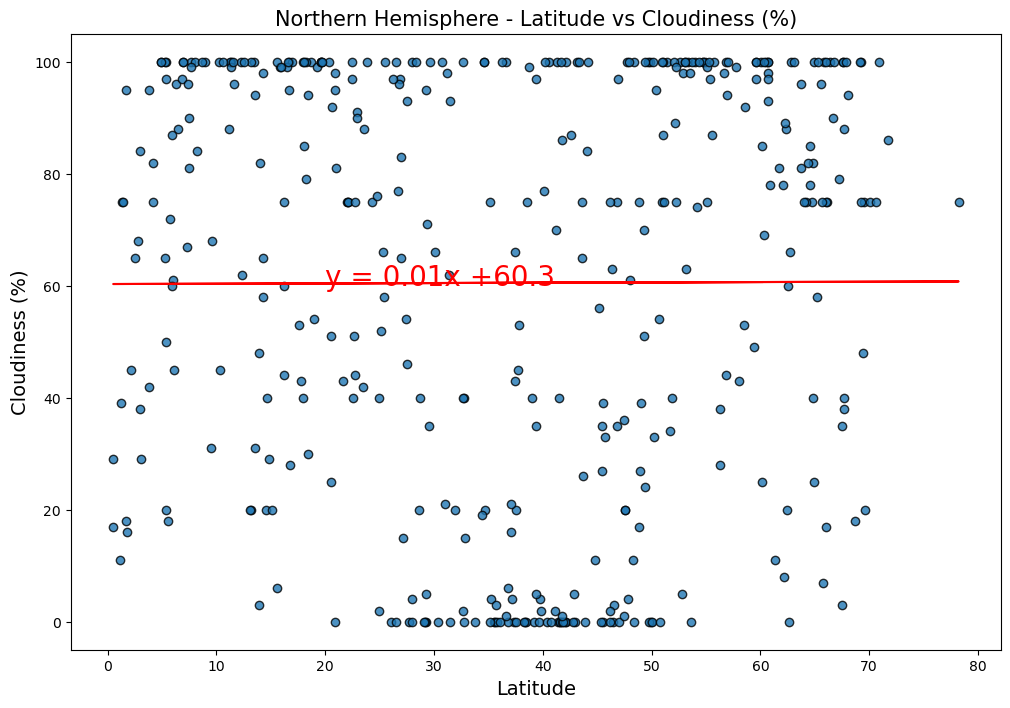 Northern Hemisphere - Latitude vs Cloudiness (%)
100
80
60
40
20
0
Cloudiness (%)
y = 0.01x +60.3
0 10 20 30 40 50 60 70 80
Latitude